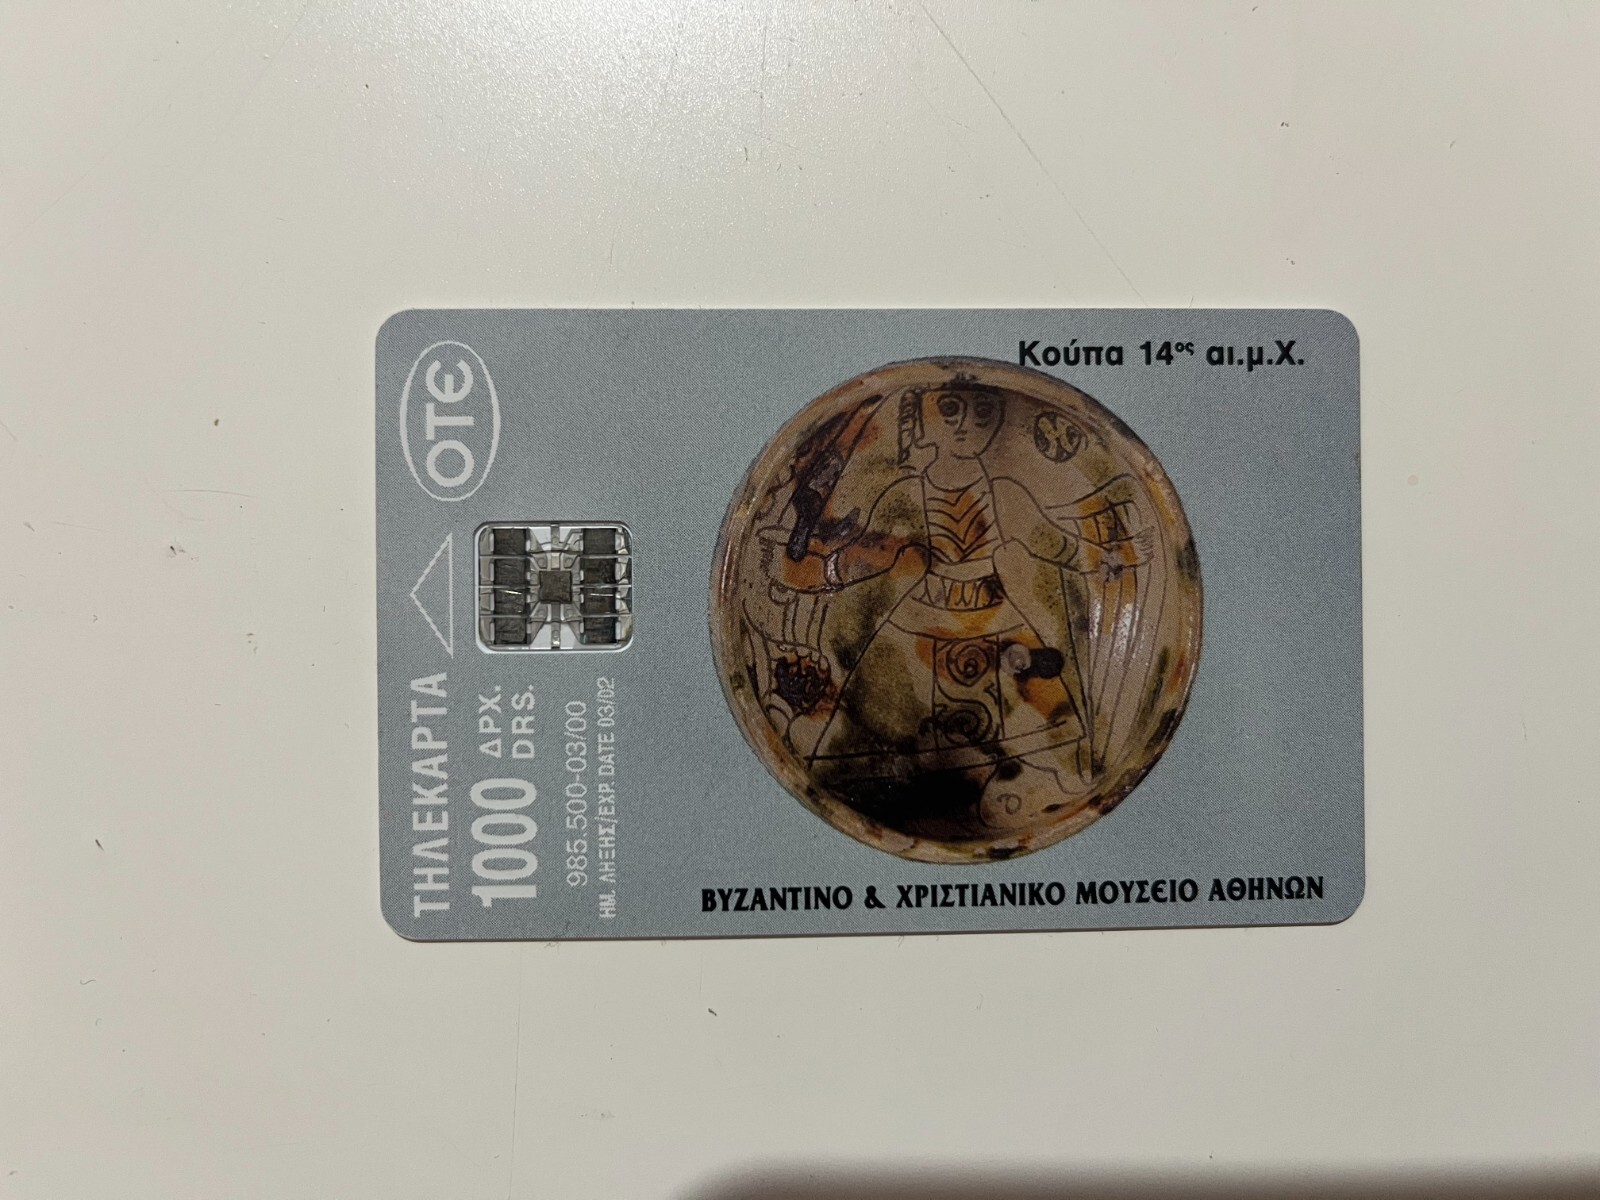 OTE
ΤΗΛΕΚΑΡΤΑ
1000 ΔΡΧ.
DRS.
985.500-03/00
ΗΜ. ΛΗΞΗΣ/EXP. DATE 03/02
Κούπα 14ος αι.μ.Χ.
ΒΥΖΑΝΤΙΝΟ & ΧΡΙΣΤΙΑΝΙΚΟ ΜΟΥΣΕΙΟ ΑΘΗΝΩΝ